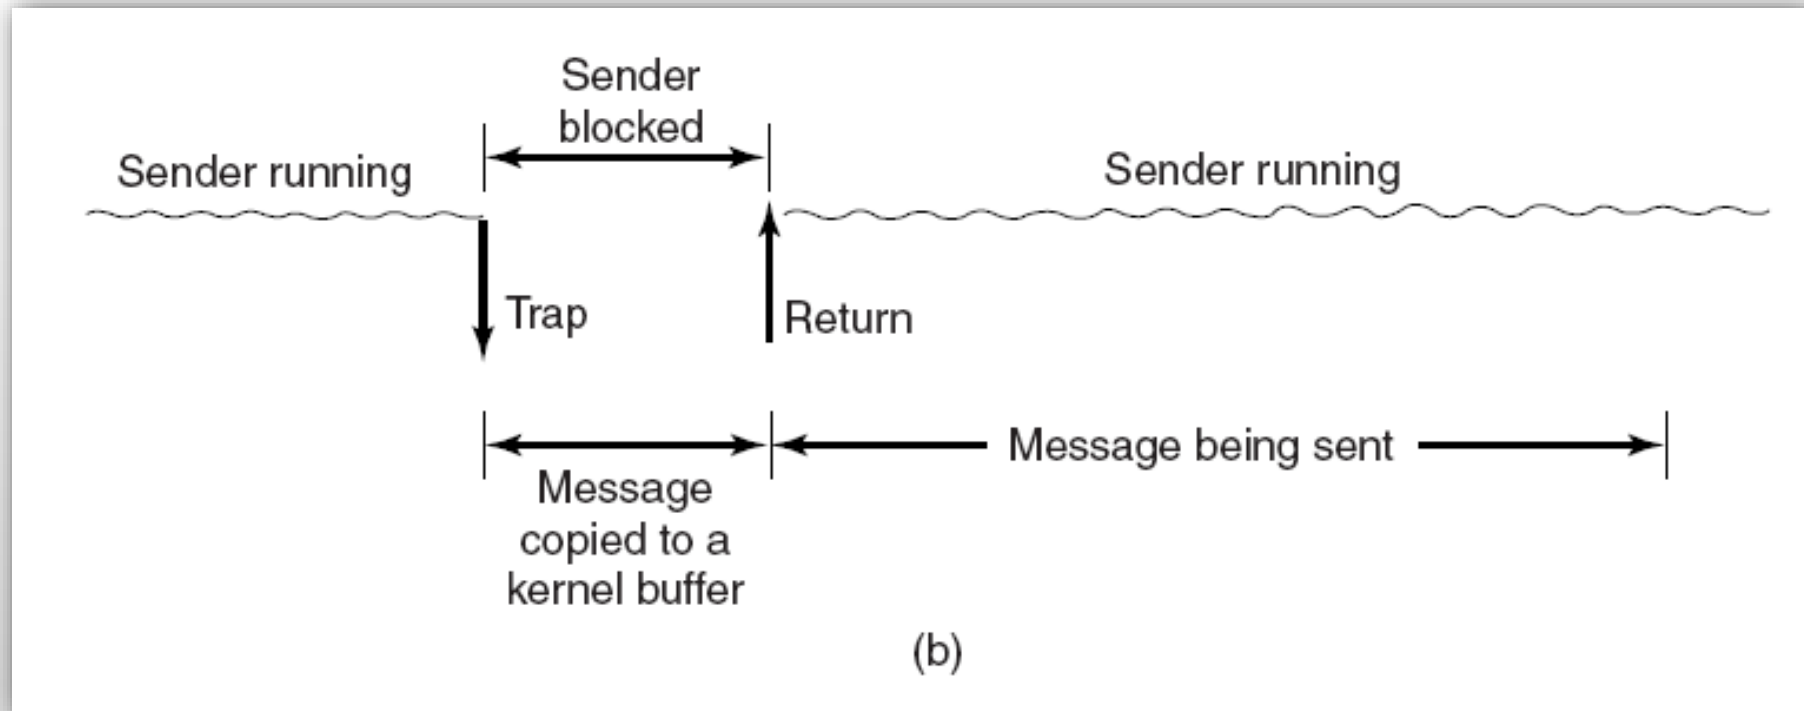 Sender
blocked
Sender running
Sender running
Trap
Return
Message being sent
Message
copied to a
kernel buffer
(b)